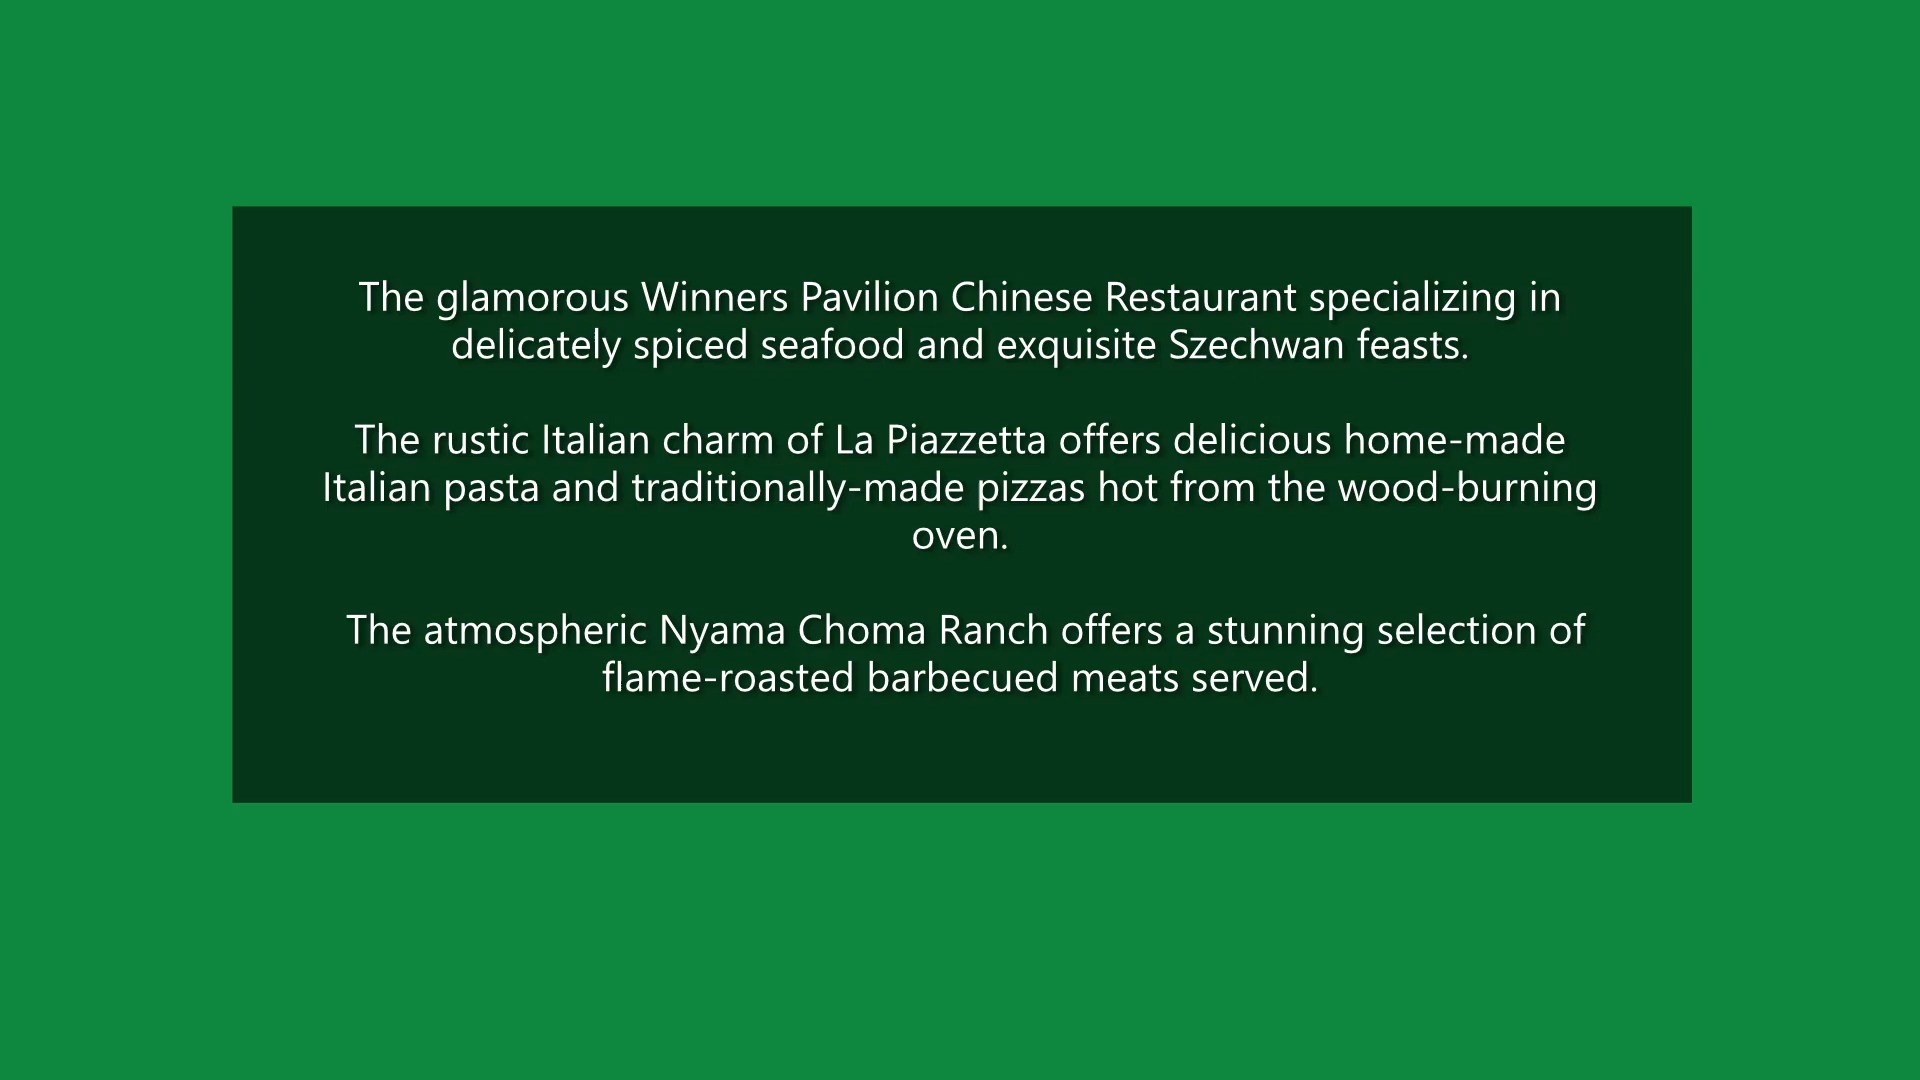 The glamorous Winners Pavilion Chinese Restaurant specializing in
delicately spiced seafood and exquisite Szechwan feasts.
The rustic Italian charm of La Piazzetta offers delicious home-made
Italian pasta and traditionally-made pizzas hot from the wood-burning
oven.
The atmospheric Nyama Choma Ranch offers a stunning selection of
flame-roasted barbecued meats served.